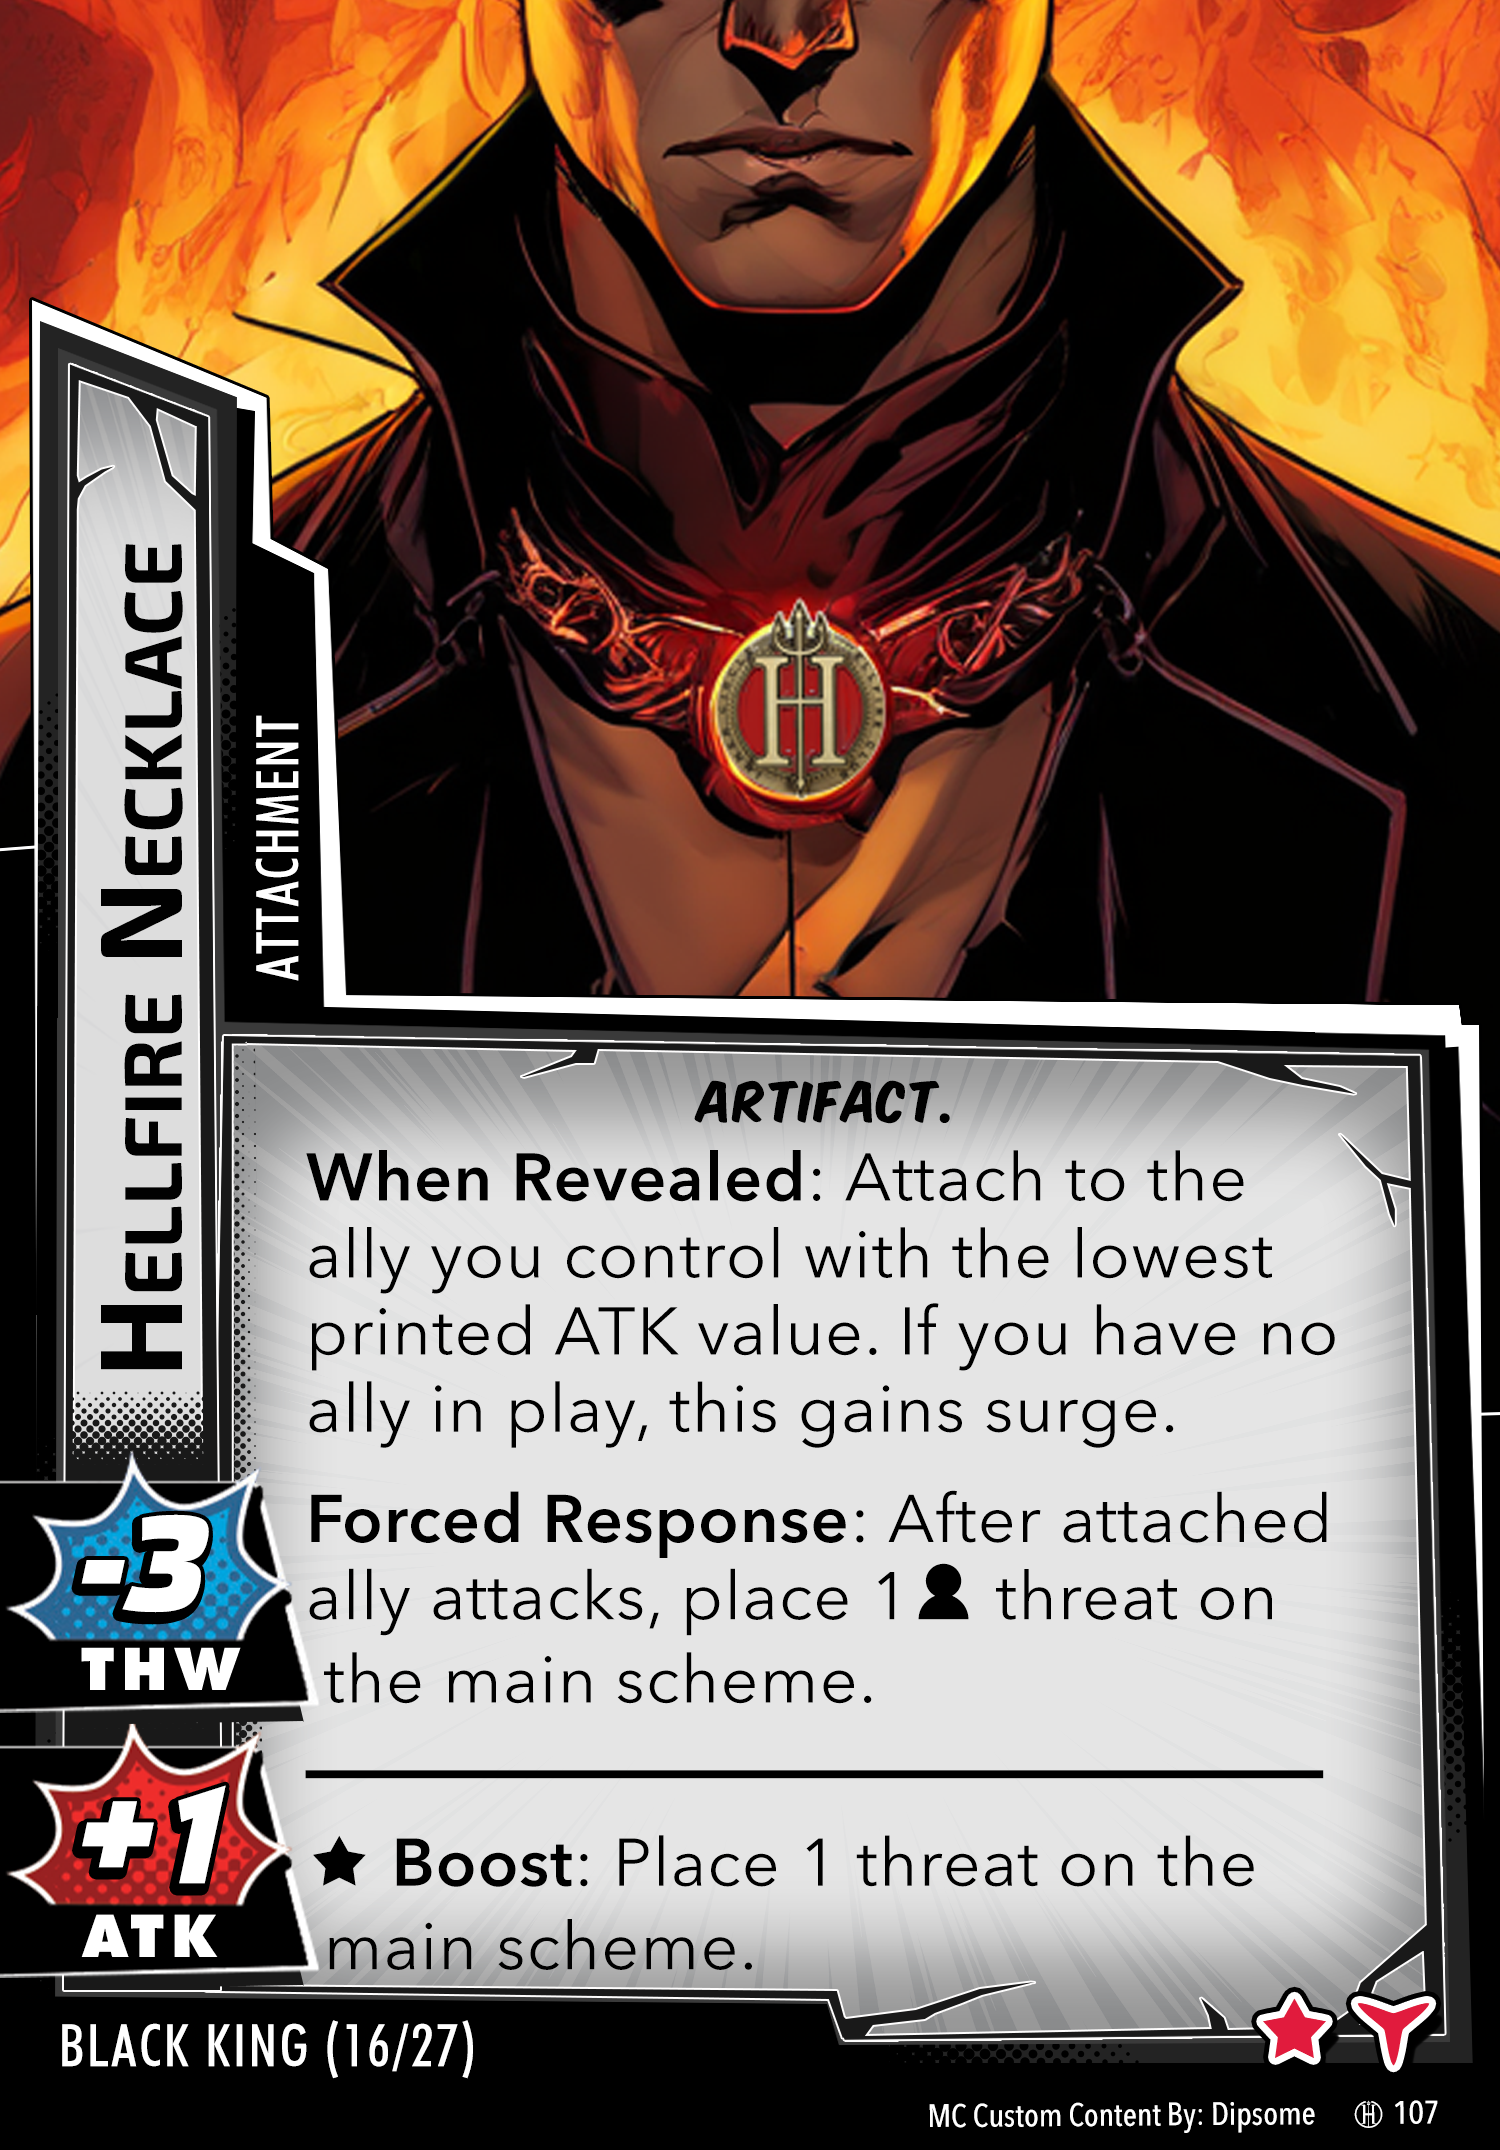 HELLFIRE NECKLACE
ATTACHMENT
H
ARTIFACT.
When Revealed: Attach to the
ally you control with the lowest
printed ATK value. If you have no
ally in play, this gains surge.
Forced Response: After attached
ally attacks, place 1 threat on
the main scheme.
-3
THW
+1
ATK
★ Boost: Place 1 threat on the
main scheme.
BLACK KING (16/27)
MC Custom Content By: Dipsome H 107